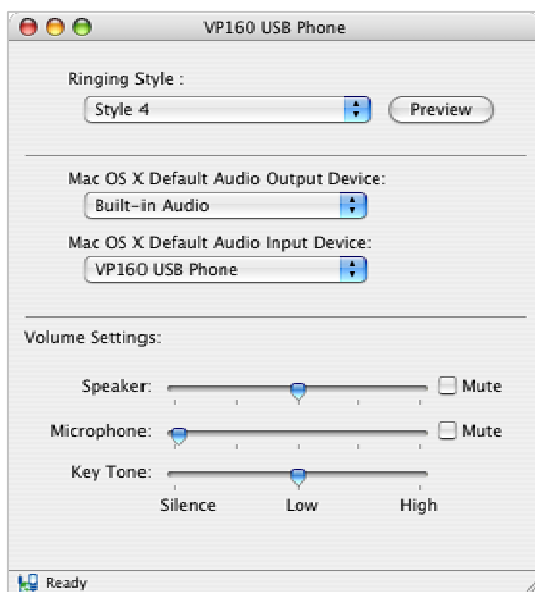 VP160 USB Phone
Ringing Style :
Style 4 Preview
Mac OS X Default Audio Output Device:
Built-in Audio
Mac OS X Default Audio Input Device:
VP160 USB Phone
Volume Settings:
Speaker: Mute
Microphone: Mute
Key Tone:
Silence Low High
Ready